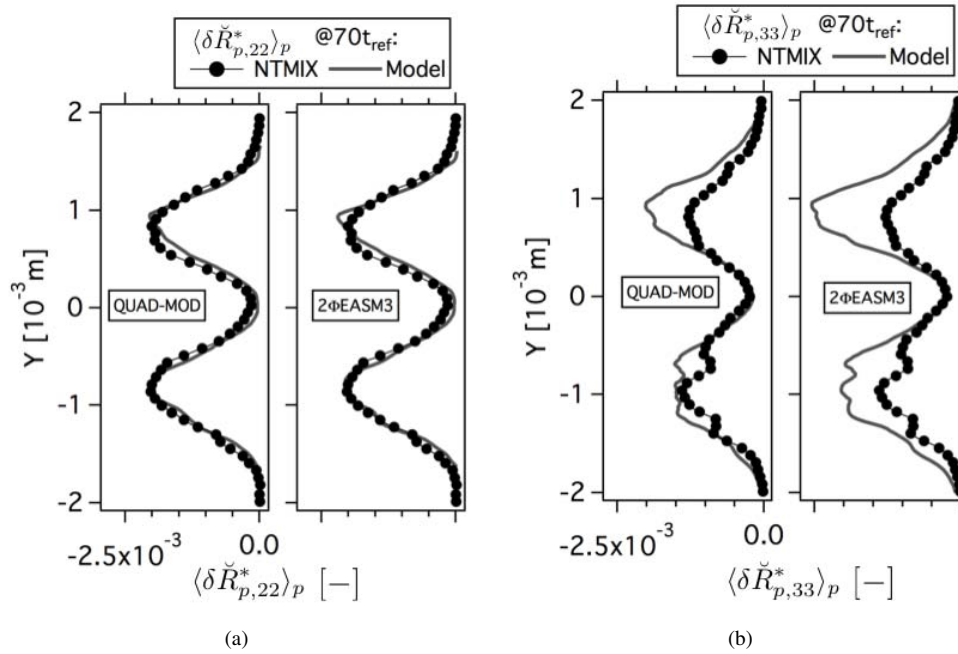 ⟨δR̆*p,22⟩p @70tref:
NTMIX Model
2
1
0
-1
-2
Y [10⁻³m]
QUAD-MOD
2ΦEASM3
-2.5x10⁻³
0.0
⟨δR̆*p,22⟩p [−]
(a)
⟨δR̆*p,33⟩p @70tref:
NTMIX Model
2
1
0
-1
-2
Y [10⁻³m]
QUAD-MOD
2ΦEASM3
-2.5x10⁻³
0.0
⟨δR̆*p,33⟩p [−]
(b)